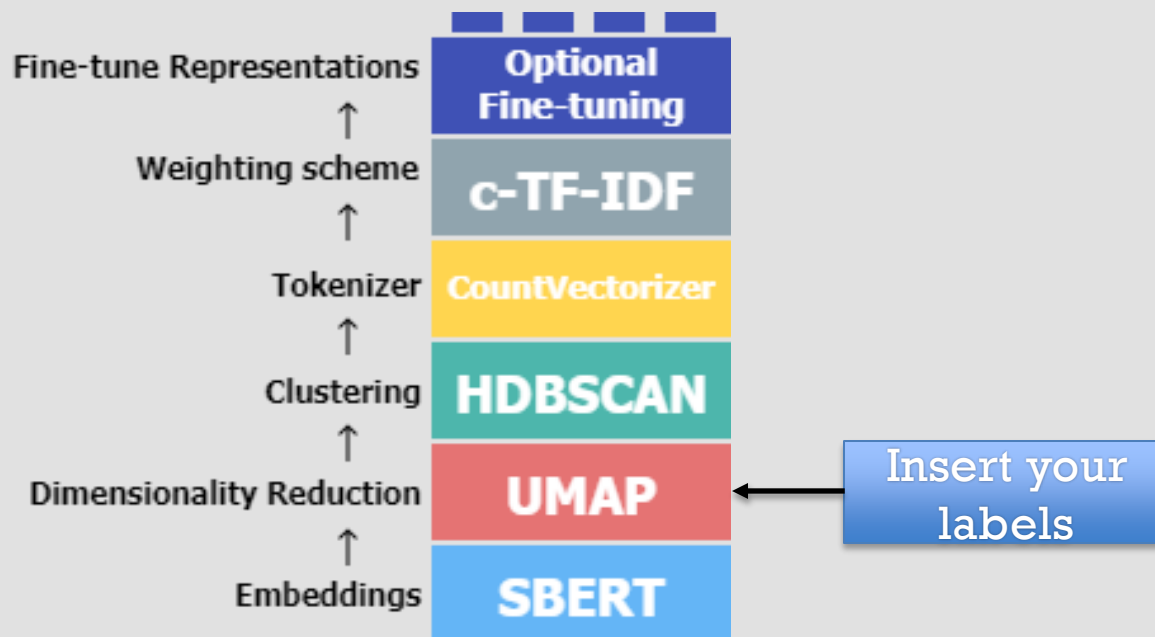 Fine-tune Representations
Optional
Fine-tuning
↑
Weighting scheme
c-TF-IDF
↑
Tokenizer
CountVectorizer
↑
Clustering
HDBSCAN
↑
Dimensionality Reduction
UMAP
Insert your
labels
↑
Embeddings
SBERT